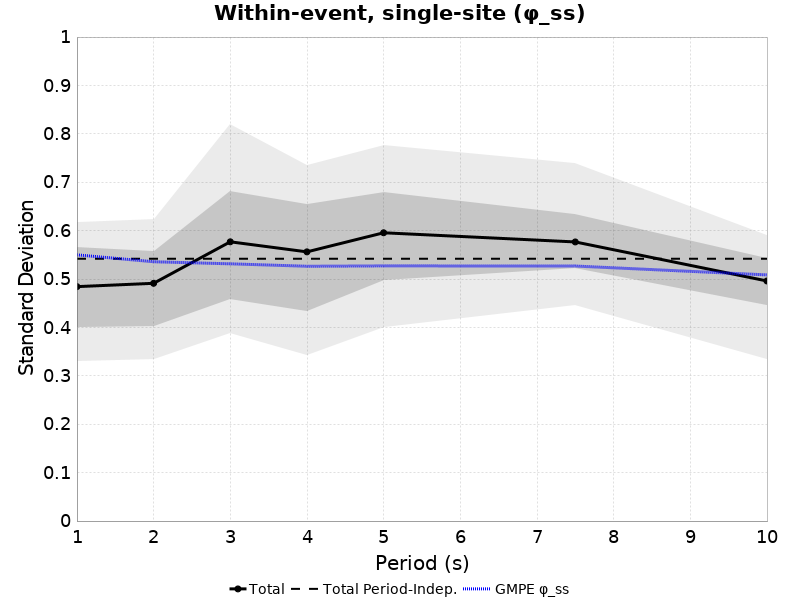 Within-event, single-site (φ_ss)
1
0.9
0.8
0.7
0.6
0.5
0.4
0.3
0.2
0.1
0
Standard Deviation
1 2 3 4 5 6 7 8 9 10
Period (s)
Total Total Period-Indep. GMPE φ_ss